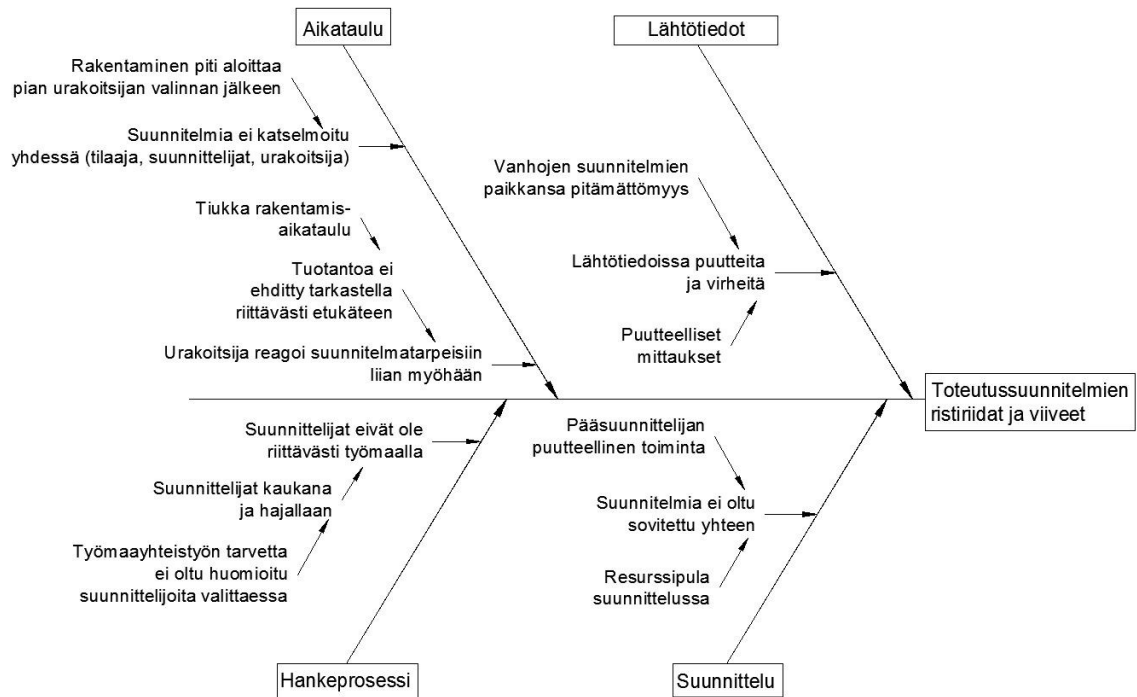 Aikataulu
Lähtötiedot
Rakentaminen piti aloittaa
pian urakoitsijan valinnan jälkeen
Suunnitelmia ei katselmoitu
yhdessä (tilaaja, suunnittelijat, urakoitsija)
Tiukka rakentamis-
aikataulu
Tuotantoa ei
ehditty tarkastella
riittävästi etukäteen
Urakoitsija reagoi suunnitelmatarpeisiin
liian myöhään
Vanhojen suunnitelmien
paikkansa pitämättömyys
Lähtötiedoissa puutteita
ja virheitä
Puutteelliset
mittaukset
Toteutussuunnitelmien
ristiriidat ja viiveet
Suunnittelijat eivät ole
riittävästi työmaalla
Suunnittelijat kaukana
ja hajallaan
Työmaayhteistyön tarvetta
ei oltu huomioitu
suunnittelijoita valittaessa
Pääsuunnittelijan
puutteellinen toiminta
Suunnitelmia ei oltu
sovitettu yhteen
Resurssipula
suunnittelussa
Hankeprosessi
Suunnittelu